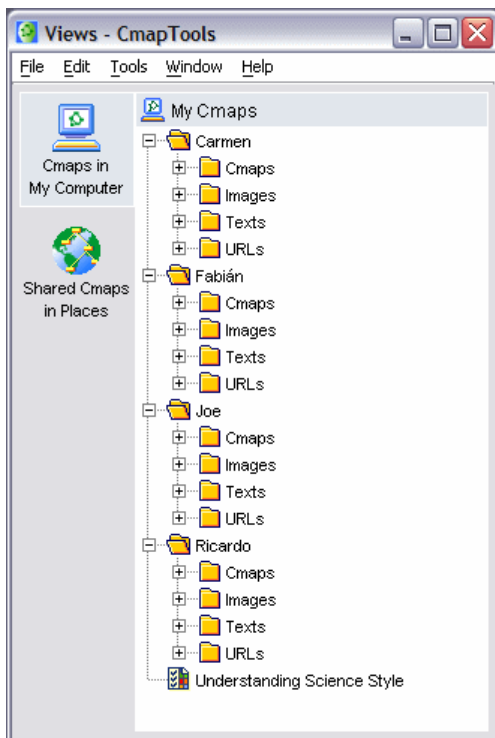 Views - CmapTools
File Edit Tools Window Help
Cmaps in
My Computer
Shared Cmaps
in Places
My Cmaps
Carmen
Cmaps
Images
Texts
URLs
Fabián
Cmaps
Images
Texts
URLs
Joe
Cmaps
Images
Texts
URLs
Ricardo
Cmaps
Images
Texts
URLs
Understanding Science Style